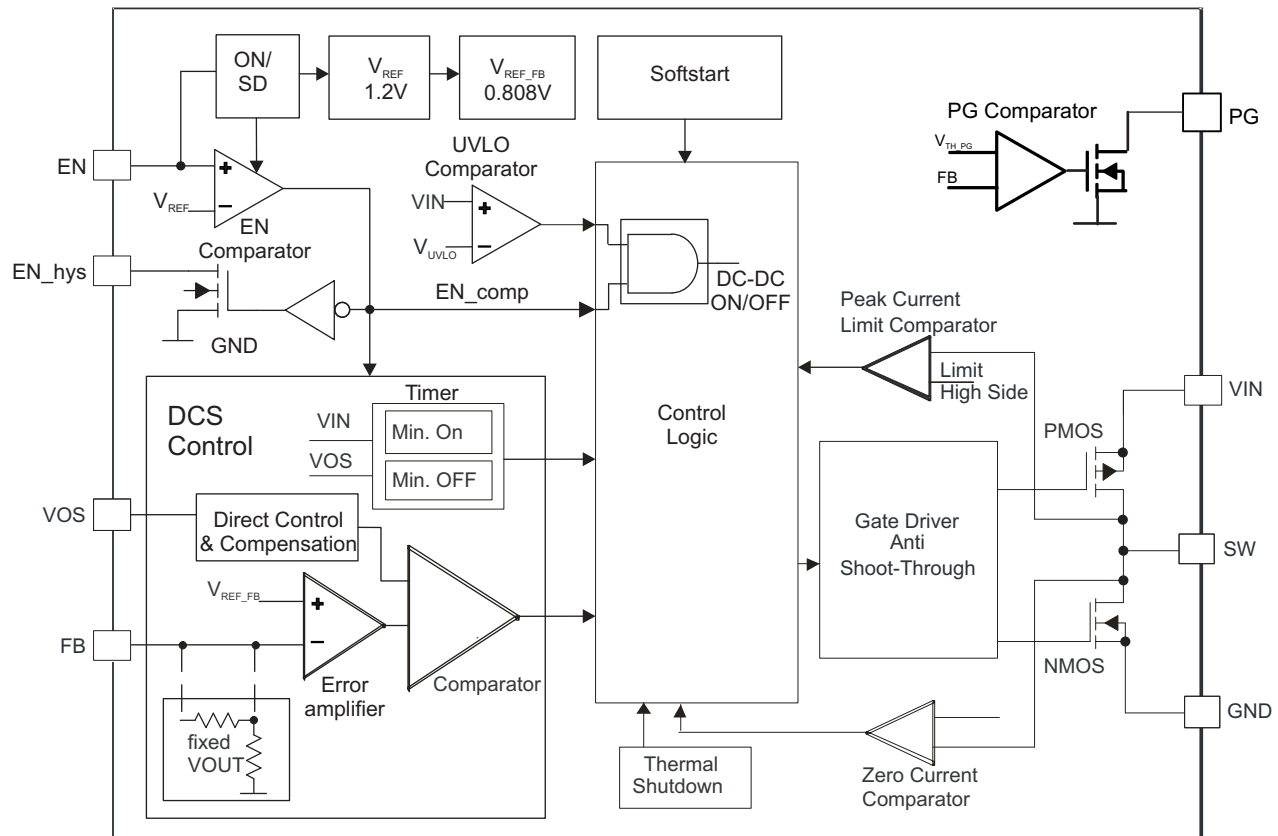 ON/
SD
V_REF
1.2V
V_REF_FB
0.808V
Softstart
PG Comparator
PG
V_TH_PG
FB
UVLO
Comparator
EN
+
V_REF
−
EN
Comparator
VIN
+
V_UVLO
−
EN_hys
GND
EN_comp
DC-DC
ON/OFF
Peak Current
Limit Comparator
Limit
High Side
VIN
DCS
Control
Timer
VIN
Min. On
VOS
Min. OFF
Control
Logic
PMOS
VOS
Direct Control
& Compensation
Gate Driver
Anti
Shoot-Through
SW
V_REF_FB
+
FB
−
NMOS
Error
amplifier
Comparator
GND
fixed
VOUT
Thermal
Shutdown
Zero Current
Comparator